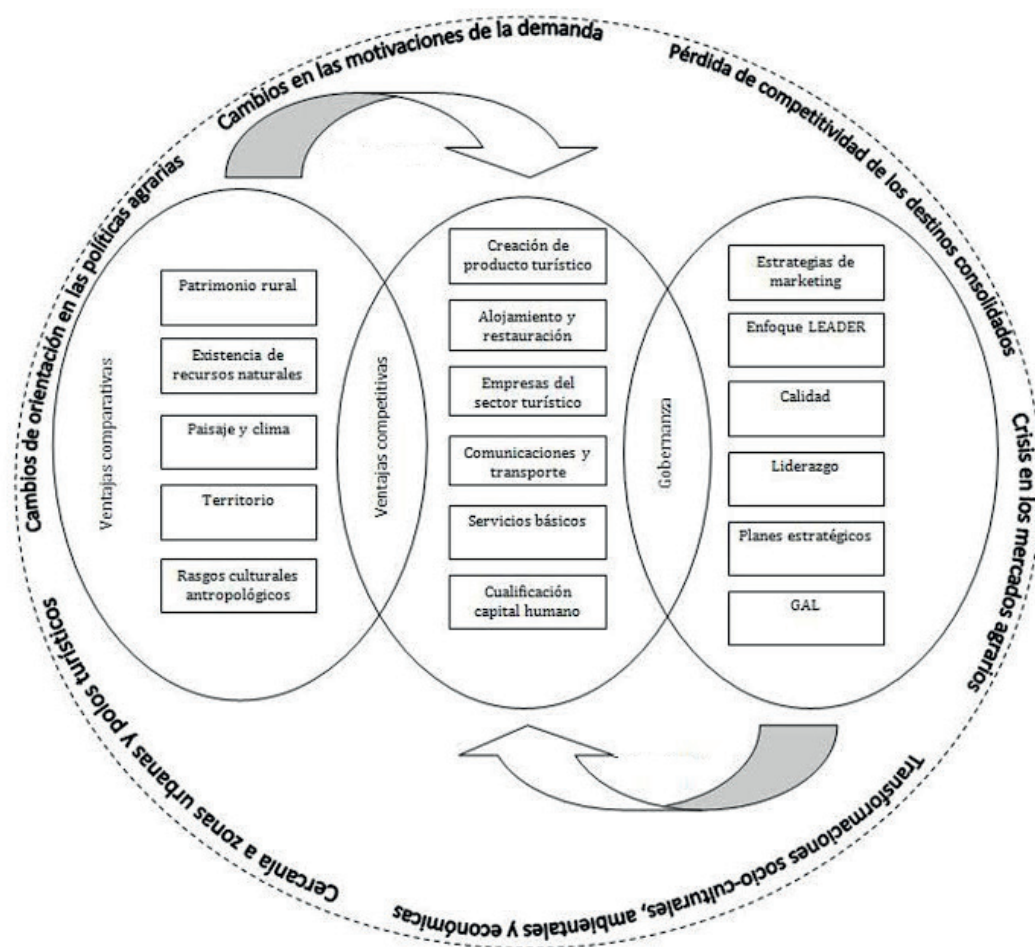 Cambios en las motivaciones de la demanda
Pérdida de competitividad de los destinos consolidados
Cambios de orientación en las políticas agrarias
Crisis en los mercados agrarios
Cercanía a zonas urbanas y polos turísticos
Transformaciones socio-culturales, ambientales y económicas
Ventajas comparativas
Patrimonio rural
Existencia de
recursos naturales
Paisaje y clima
Territorio
Rasgos culturales
antropológicos
Ventajas competitivas
Creación de
producto turístico
Alojamiento y
restauración
Empresas del
sector turístico
Comunicaciones y
transporte
Servicios básicos
Cualificación
capital humano
Gobernanza
Estrategias de
marketing
Enfoque LEADER
Calidad
Liderazgo
Planes estratégicos
GAL